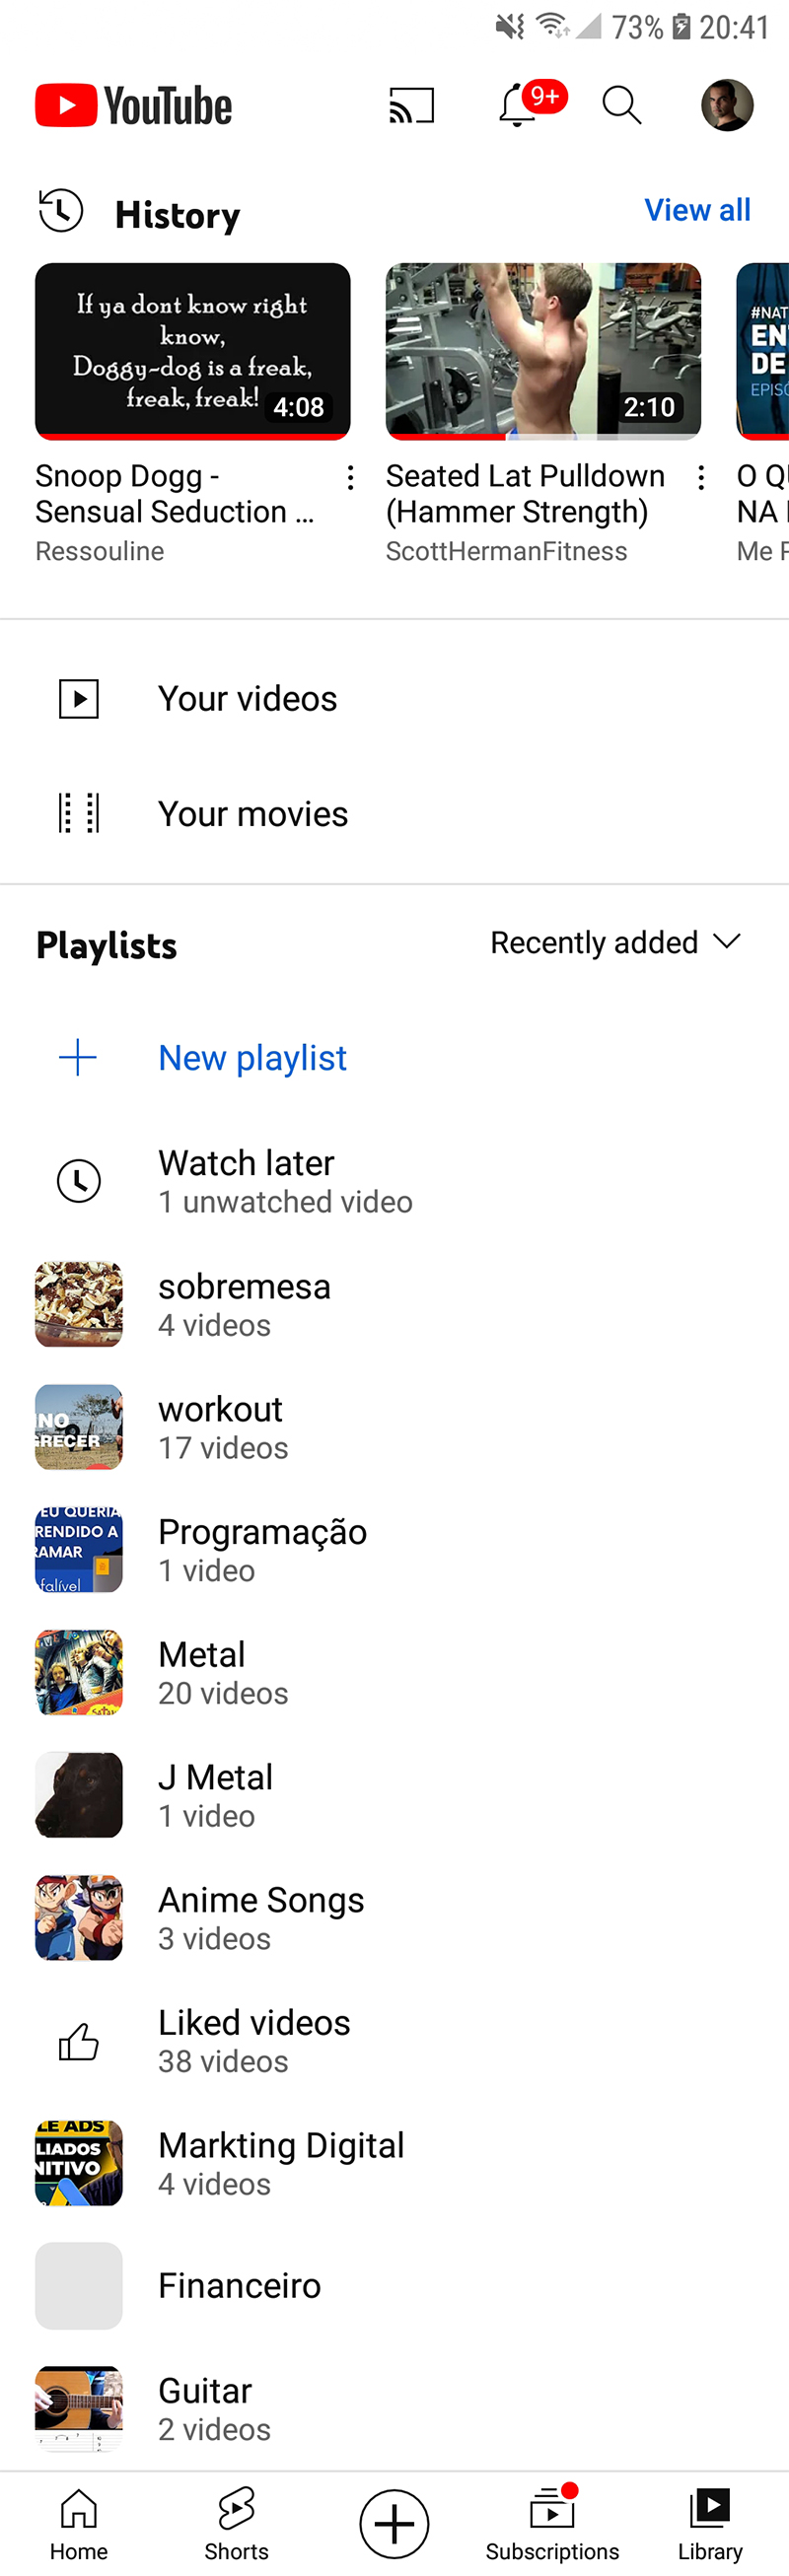 73% 20:41
YouTube
9+
History
View all
If ya dont know right
know,
Doggy-dog is a freak,
freak, freak!
4:08
2:10
#NAT
EN
DE
EPISÓ
Snoop Dogg -
Sensual Seduction ...
Ressouline
Seated Lat Pulldown
(Hammer Strength)
ScottHermanFitness
O QU
NA
Me P
Your videos
Your movies
Playlists
Recently added
New playlist
Watch later
1 unwatched video
sobremesa
4 videos
INO
GRECER
workout
17 videos
EU QUERIA
RENDIDO A
RAMAR
falível
Programação
1 video
Metal
20 videos
J Metal
1 video
Anime Songs
3 videos
Liked videos
38 videos
LE ADS
LIADOS
NITIVO
Markting Digital
4 videos
Financeiro
Guitar
2 videos
Home
Shorts
Subscriptions
Library